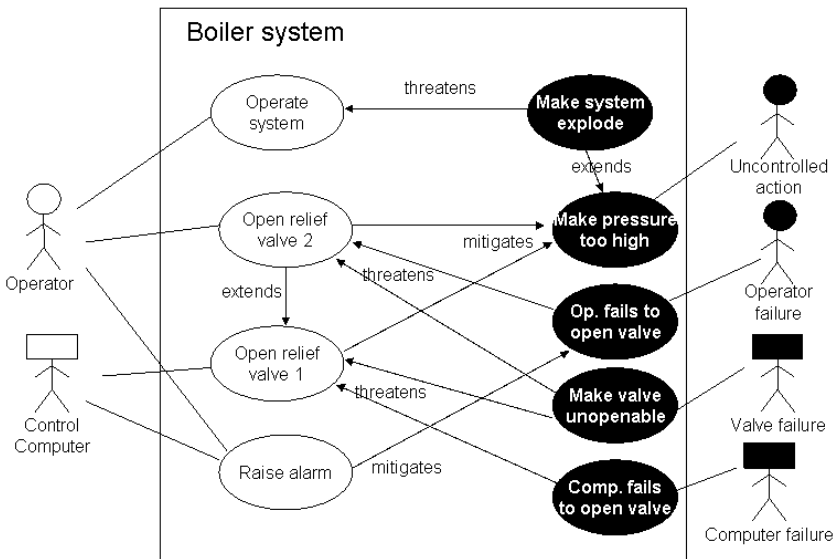 Boiler system
Operate
system
threatens
Make system
explode
extends
Uncontrolled
action
Open relief
valve 2
mitigates
Make pressure
too high
Operator
extends
threatens
Op. fails to
open valve
Operator
failure
Open relief
valve 1
threatens
Make valve
unopenable
Control
Computer
Valve failure
Raise alarm
mitigates
Comp. fails
to open valve
Computer failure